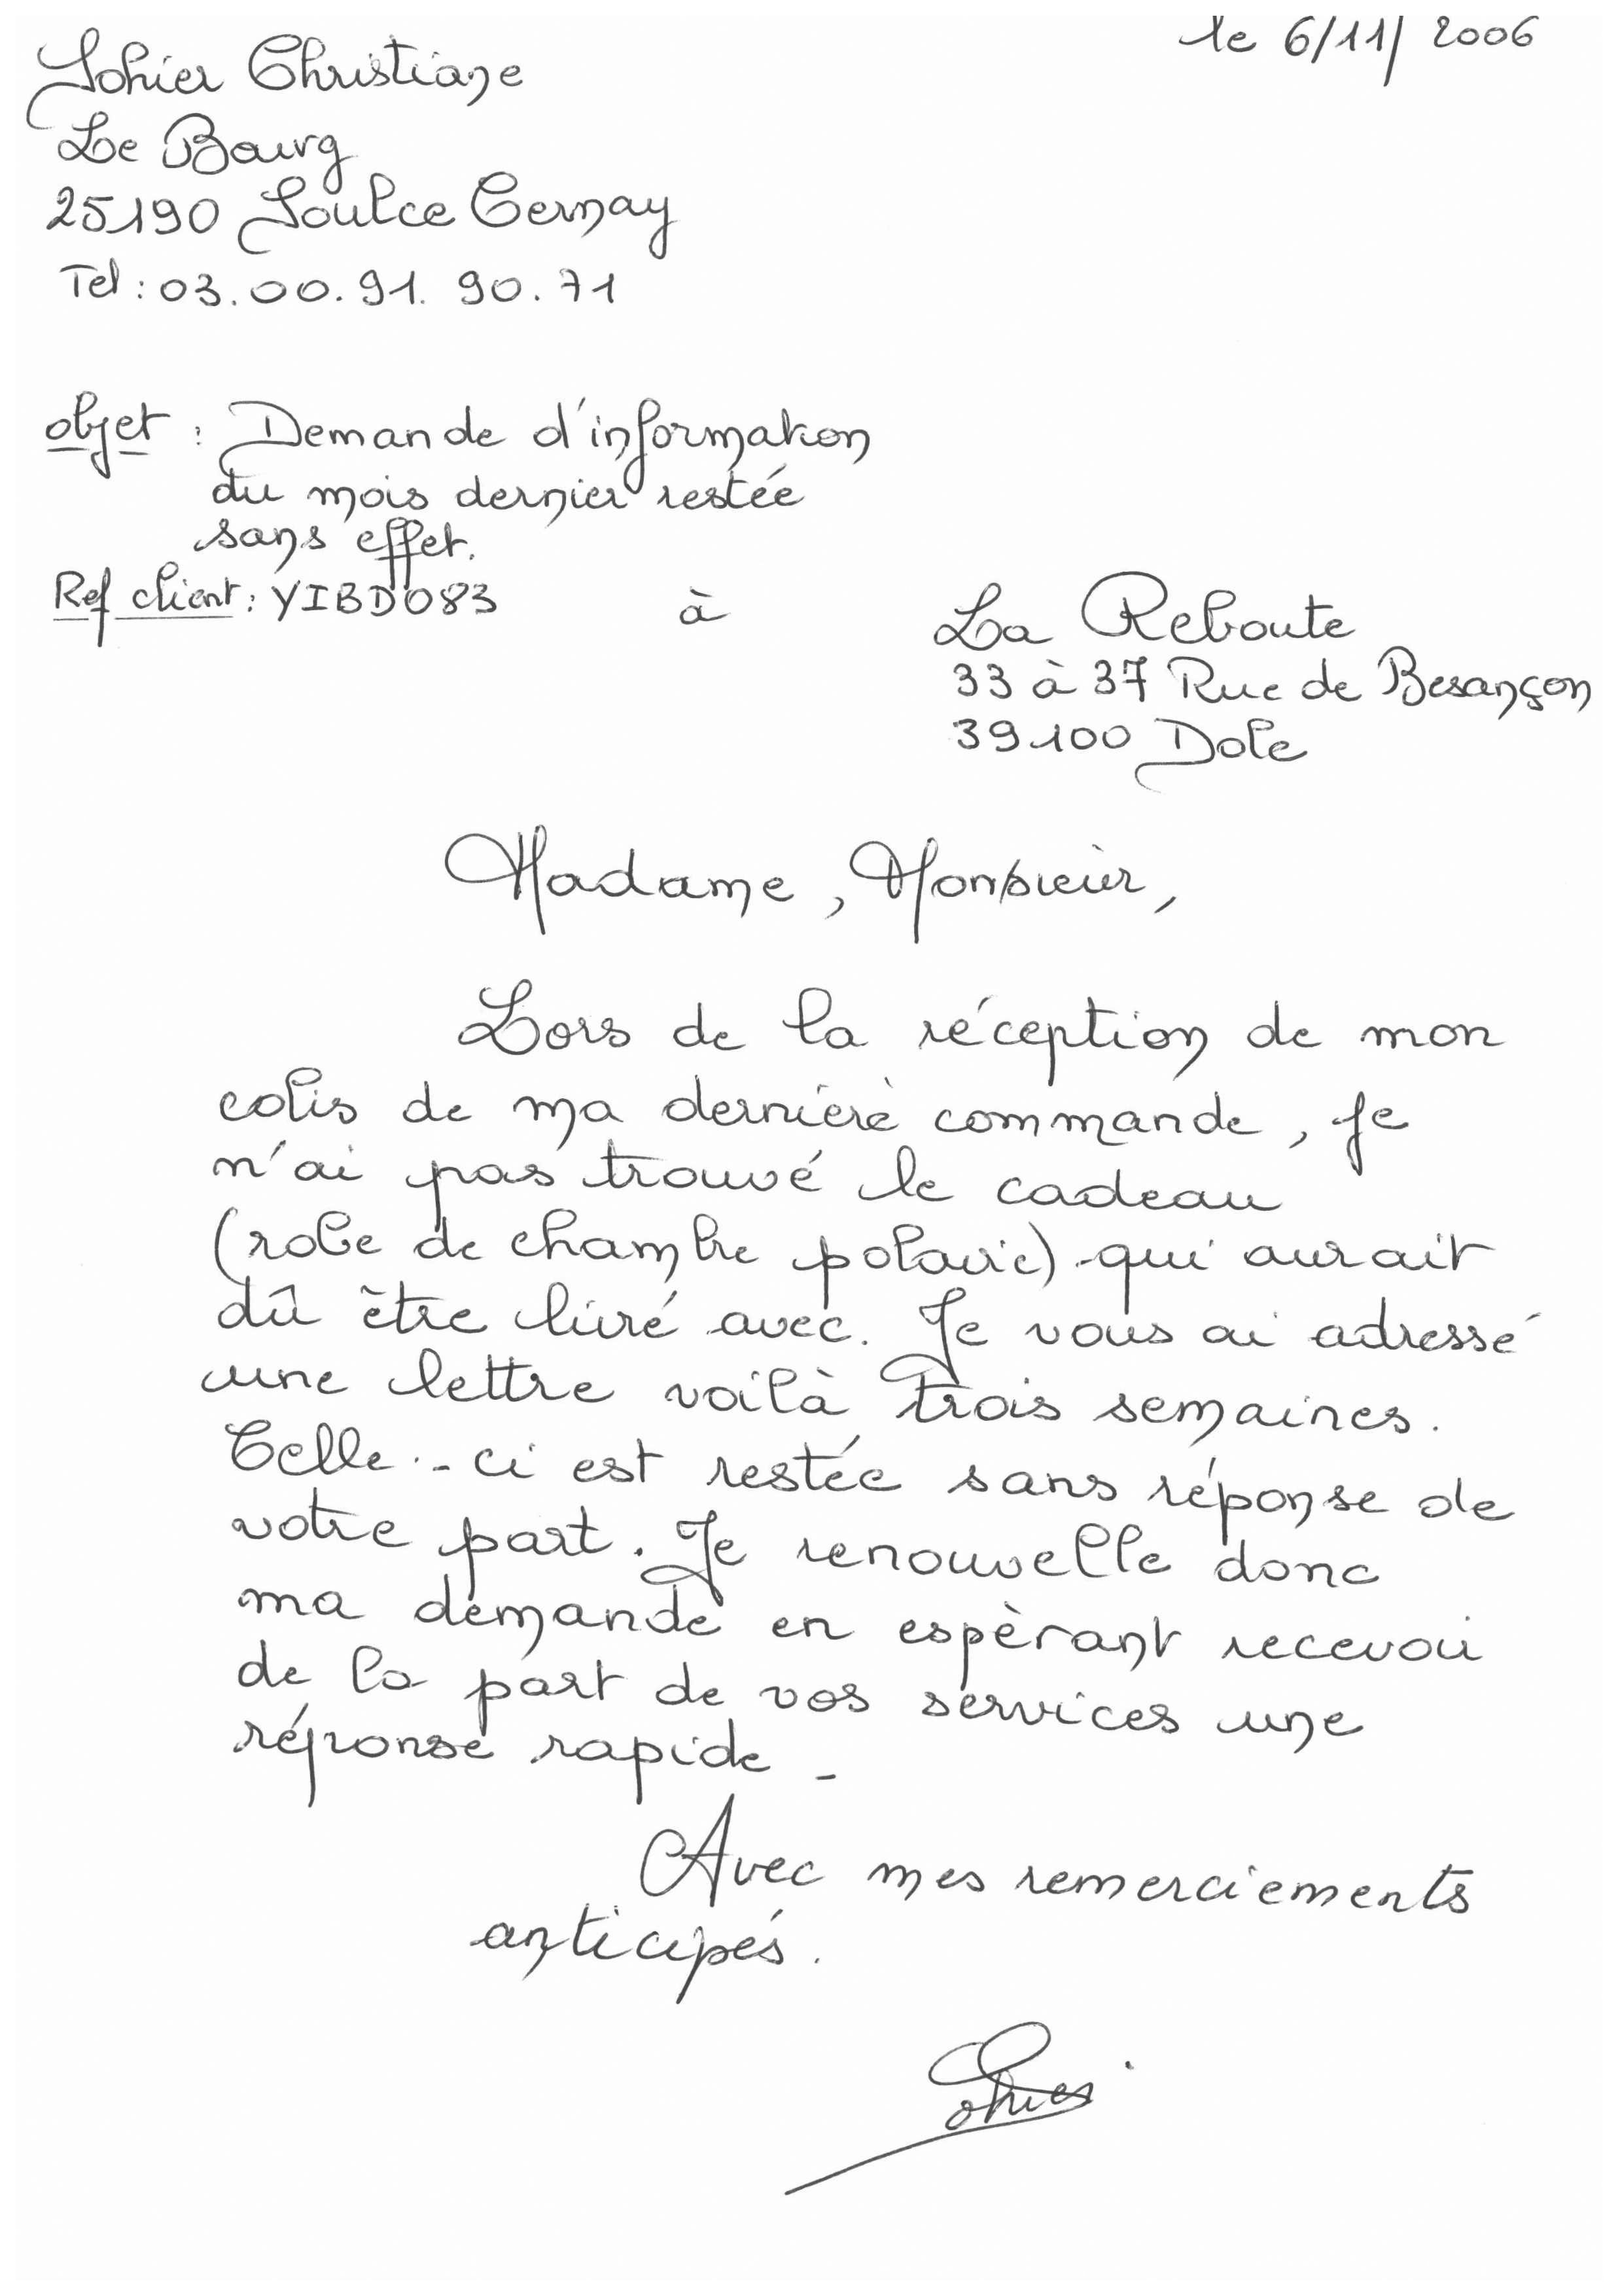 le 6/11/2006
Sohier Christiane
Le Bourg
25190 Soulce Cernay
Tel : 03.00.91.90.71
objet : Demande d'information
du mois dernier restée
sans effet.
Ref client : YIBD083
à
La Reboute
33 à 37 Rue de Besançon
39100 Dole
Madame, Monsieur,
Lors de la réception de mon
colis de ma dernière commande, je
n'ai pas trouvé le cadeau
(robe de chambre polaire) qui aurait
dû être livré avec. Je vous ai adressé
une lettre voilà trois semaines.
Celle-ci est restée sans réponse de
votre part. Je renouvelle donc
ma demande en espèrant recevoir
de la part de vos services une
réponse rapide -
Avec mes remerciements
anticipés.
Sohier